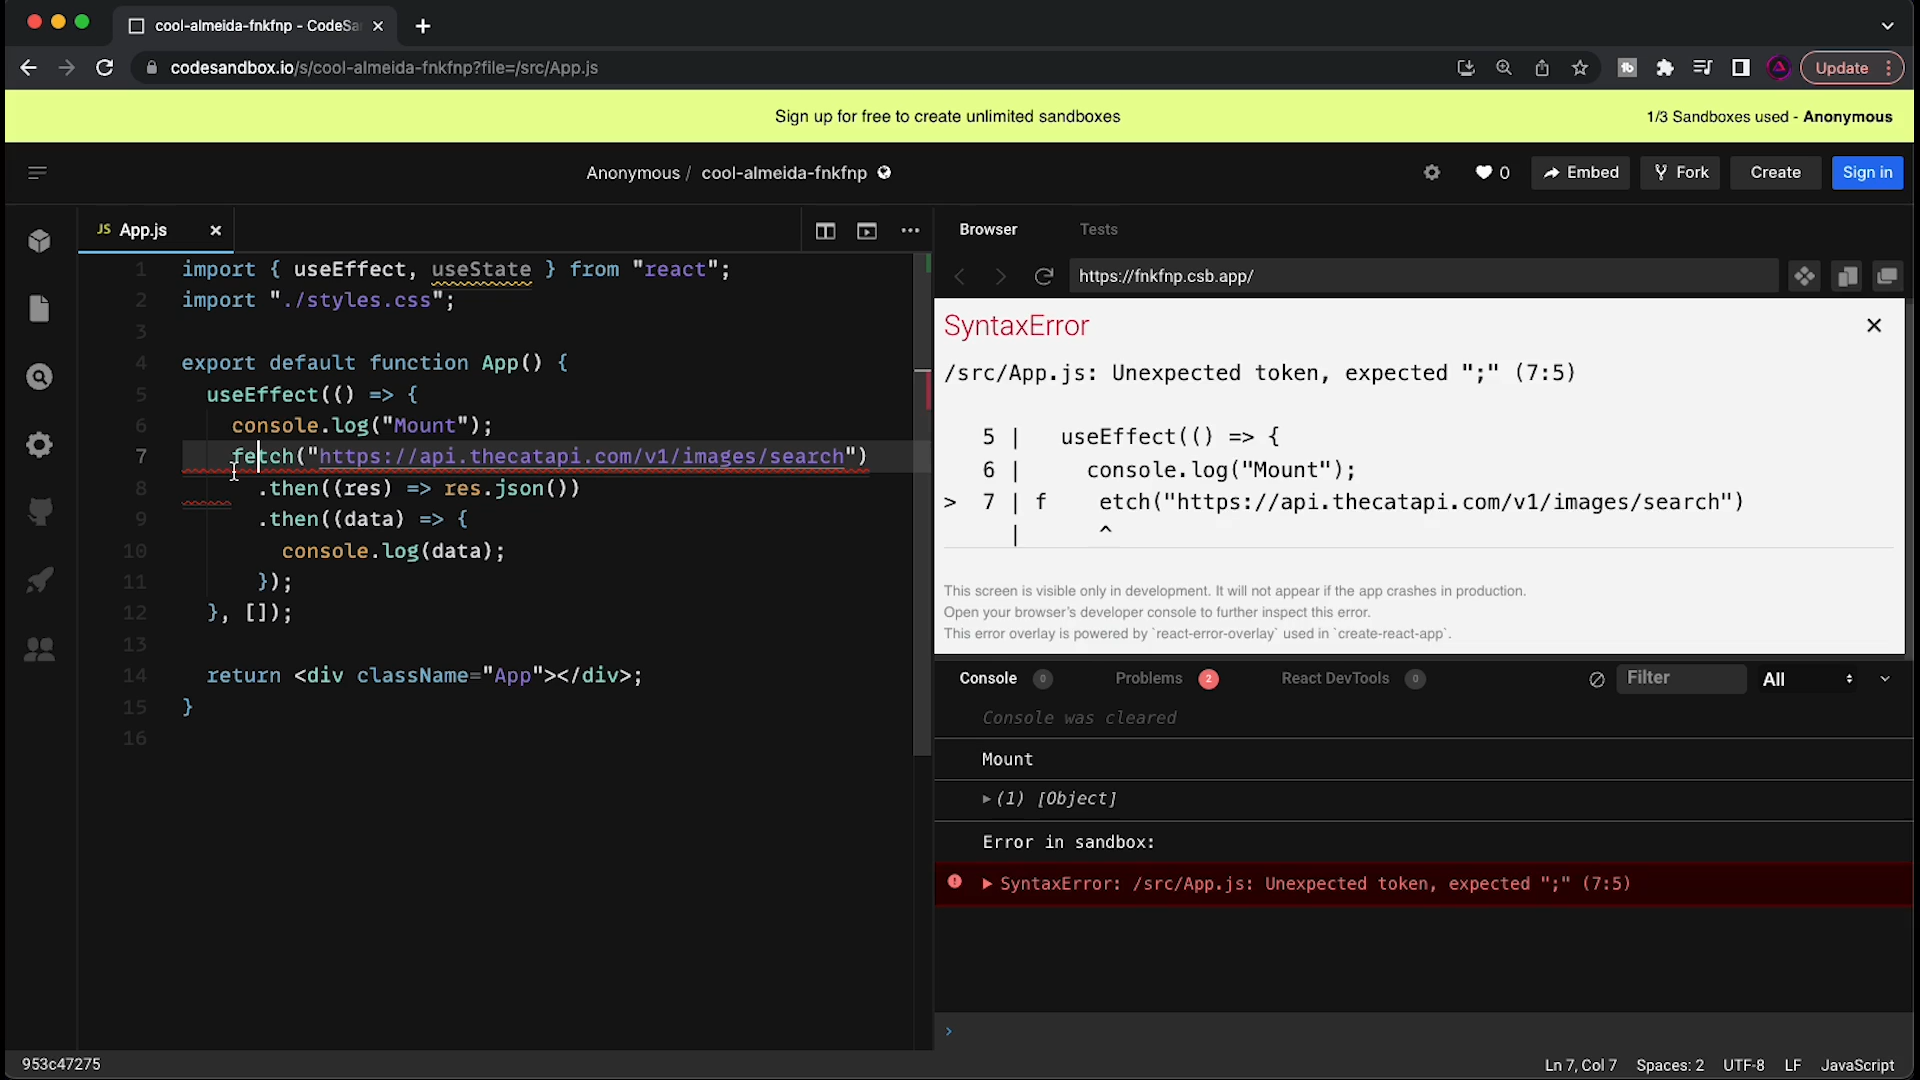 cool-almeida-fnkfnp - CodeSa
codesandbox.io/s/cool-almeida-fnkfnp?file=/src/App.js
Update
Sign up for free to create unlimited sandboxes
1/3 Sandboxes used - Anonymous
Anonymous / cool-almeida-fnkfnp
0
Embed
Fork
Create
Sign in
JS App.js
1 import { useEffect, useState } from "react";
2 import "./styles.css";
3
4 export default function App() {
5 useEffect(() => {
6 console.log("Mount");
7 fetch("https://api.thecatapi.com/v1/images/search")
8 .then((res) => res.json())
9 .then((data) => {
10 console.log(data);
11 });
12 }, []);
13
14 return <div className="App"></div>;
15 }
16
Browser
Tests
https://fnkfnp.csb.app/
SyntaxError
/src/App.js: Unexpected token, expected ";" (7:5)
5 | useEffect(() => {
6 | console.log("Mount");
> 7 | f etch("https://api.thecatapi.com/v1/images/search")
| ^
This screen is visible only in development. It will not appear if the app crashes in production.
Open your browser's developer console to further inspect this error.
This error overlay is powered by `react-error-overlay` used in `create-react-app`.
Console 0
Problems 2
React DevTools 0
Filter
All
Console was cleared
Mount
(1) [Object]
Error in sandbox:
SyntaxError: /src/App.js: Unexpected token, expected ";" (7:5)
953c47275
Ln 7, Col 7
Spaces: 2
UTF-8
LF
JavaScript